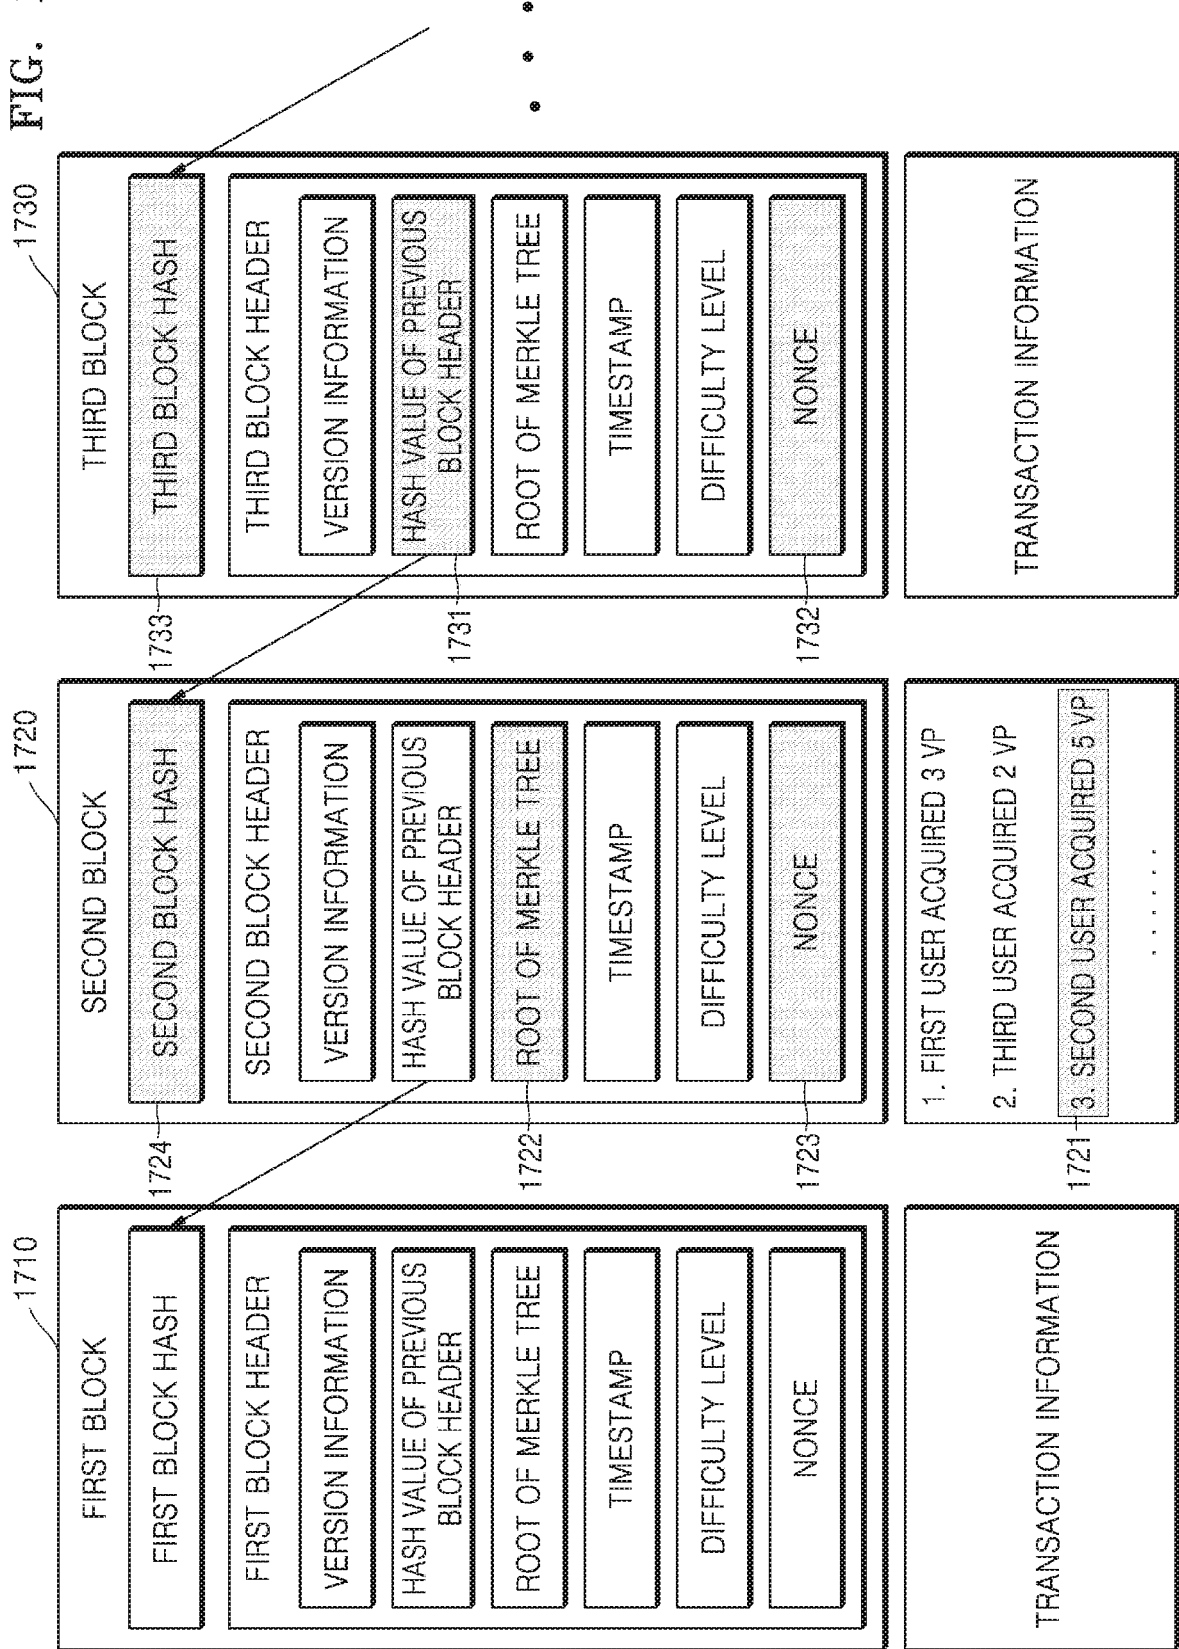 FIG.
1710
FIRST BLOCK
FIRST BLOCK HASH
FIRST BLOCK HEADER
VERSION INFORMATION
HASH VALUE OF PREVIOUS
BLOCK HEADER
ROOT OF MERKLE TREE
TIMESTAMP
DIFFICULTY LEVEL
NONCE
TRANSACTION INFORMATION
1720
SECOND BLOCK
1724
SECOND BLOCK HASH
SECOND BLOCK HEADER
VERSION INFORMATION
HASH VALUE OF PREVIOUS
BLOCK HEADER
1722
ROOT OF MERKLE TREE
TIMESTAMP
DIFFICULTY LEVEL
1723
NONCE
1. FIRST USER ACQUIRED 3 VP
2. THIRD USER ACQUIRED 2 VP
1721
3. SECOND USER ACQUIRED 5 VP
.......
1730
THIRD BLOCK
1733
THIRD BLOCK HASH
THIRD BLOCK HEADER
VERSION INFORMATION
1731
HASH VALUE OF PREVIOUS
BLOCK HEADER
ROOT OF MERKLE TREE
TIMESTAMP
DIFFICULTY LEVEL
1732
NONCE
TRANSACTION INFORMATION